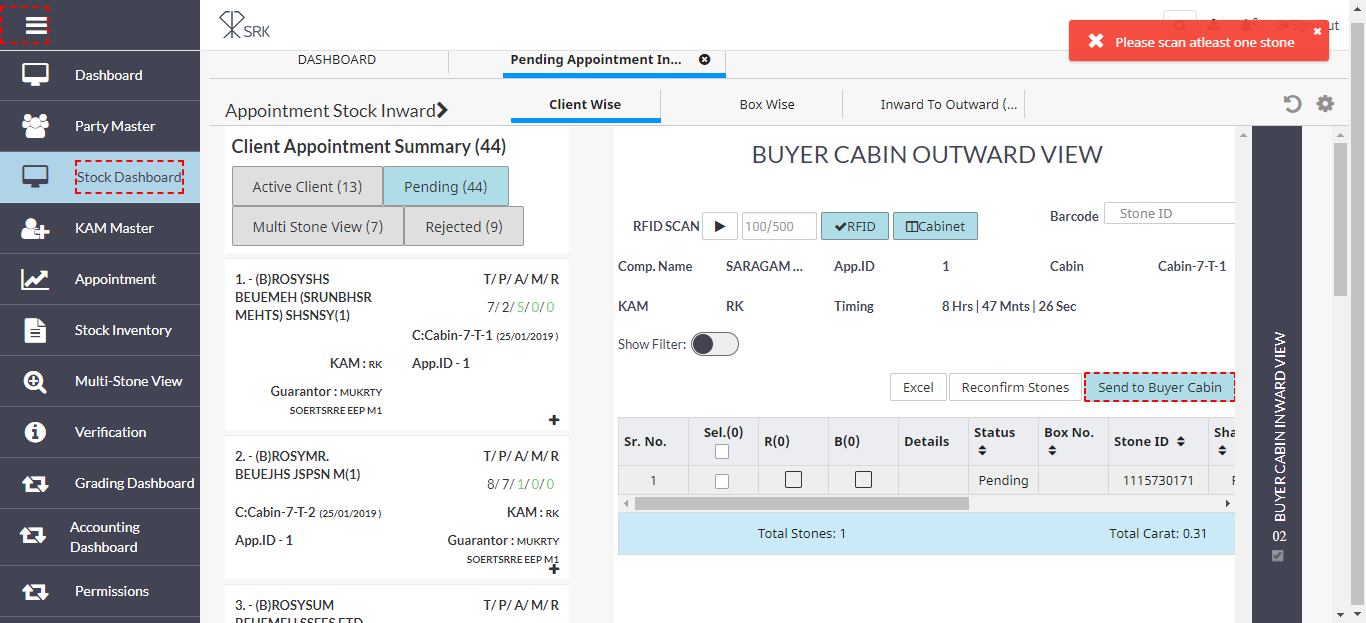 SRK
Sign out
Please scan atleast one stone
Dashboard
Party Master
Stock Dashboard
KAM Master
Appointment
Stock Inventory
Multi-Stone View
Verification
Grading Dashboard
Accounting
Dashboard
Permissions
DASHBOARD
Pending Appointment In...
Appointment Stock Inward
Client Wise
Box Wise
Inward To Outward (...
Client Appointment Summary (44)
Active Client (13)
Pending (44)
Multi Stone View (7)
Rejected (9)
1. - (B)ROSYSHS
BEUEMEH (SRUNBHSR
MEHTS) SHSNSY(1)
T/ P/ A/ M/ R
7/ 2/ 5/ 0/ 0
C:Cabin-7-T-1 (25/01/2019 )
KAM : RK
App.ID - 1
Guarantor : MUKRTY
SOERTSRRE EEP M1
2. - (B)ROSYMR.
BEUEJHS JSPSN M(1)
T/ P/ A/ M/ R
8/ 7/ 1/ 0/ 0
C:Cabin-7-T-2 (25/01/2019 )
KAM : RK
App.ID - 1
Guarantor : MUKRTY
SOERTSRRE EEP M1
3. - (B)ROSYSUM
T/ P/ A/ M/ R
BUYER CABIN OUTWARD VIEW
RFID SCAN
100/500
RFID
Cabinet
Barcode
Stone ID
Comp. Name
SARAGAM ...
App.ID
1
Cabin
Cabin-7-T-1
KAM
RK
Timing
8 Hrs | 47 Mnts | 26 Sec
Show Filter:
Excel
Reconfirm Stones
Send to Buyer Cabin
Sr. No.
Sel.(0)
R(0)
B(0)
Details
Status
Box No.
Stone ID
Sha
1
Pending
1115730171
Total Stones: 1
Total Carat: 0.31
BUYER CABIN INWARD VIEW
02